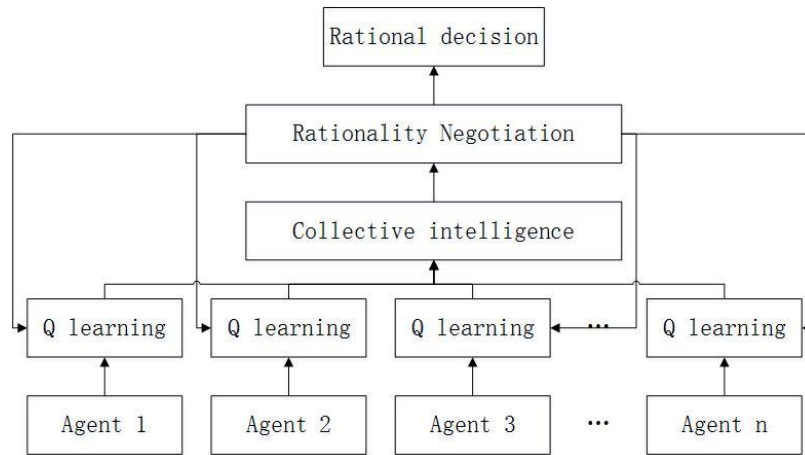 Rational decision
Rationality Negotiation
Collective intelligence
Q learning
Q learning
Q learning
...
Q learning
Agent 1
Agent 2
Agent 3
...
Agent n